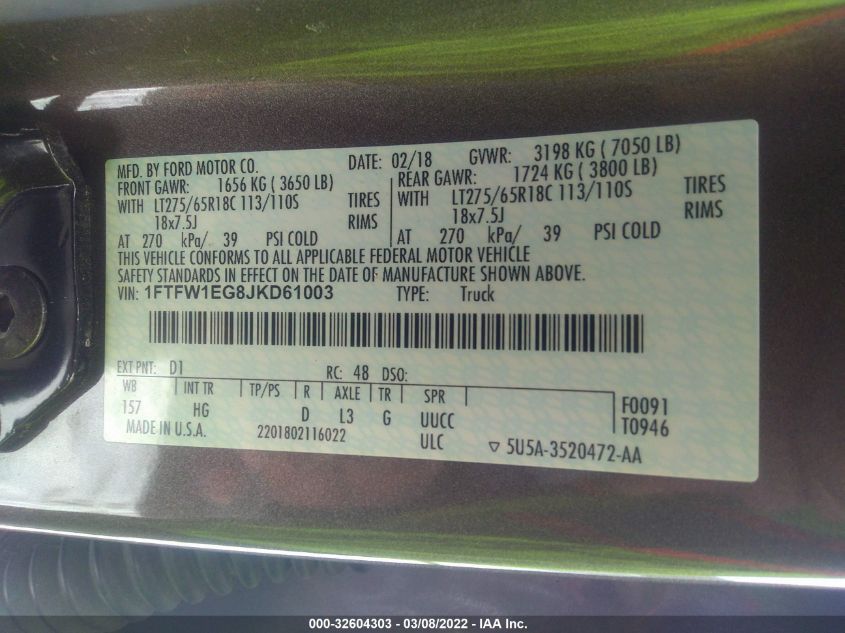 MFD. BY FORD MOTOR CO. DATE: 02/18 GVWR: 3198 KG ( 7050 LB)
FRONT GAWR: 1656 KG ( 3650 LB) REAR GAWR: 1724 KG ( 3800 LB)
WITH LT275/65R18C 113/110S TIRES WITH LT275/65R18C 113/110S TIRES
18x7.5J RIMS 18x7.5J RIMS
AT 270 kPa/ 39 PSI COLD AT 270 kPa/ 39 PSI COLD
THIS VEHICLE CONFORMS TO ALL APPLICABLE FEDERAL MOTOR VEHICLE
SAFETY STANDARDS IN EFFECT ON THE DATE OF MANUFACTURE SHOWN ABOVE.
VIN: 1FTFW1EG8JKD61003 TYPE: Truck
EXT PNT: D1 RC: 48 DSO:
WB INT TR TP/PS R AXLE TR SPR
157 HG D L3 G UUCC F0091
MADE IN U.S.A. 2201802116022 ULC T0946
▽ 5U5A-3520472-AA
000-32604303 - 03/08/2022 - IAA Inc.